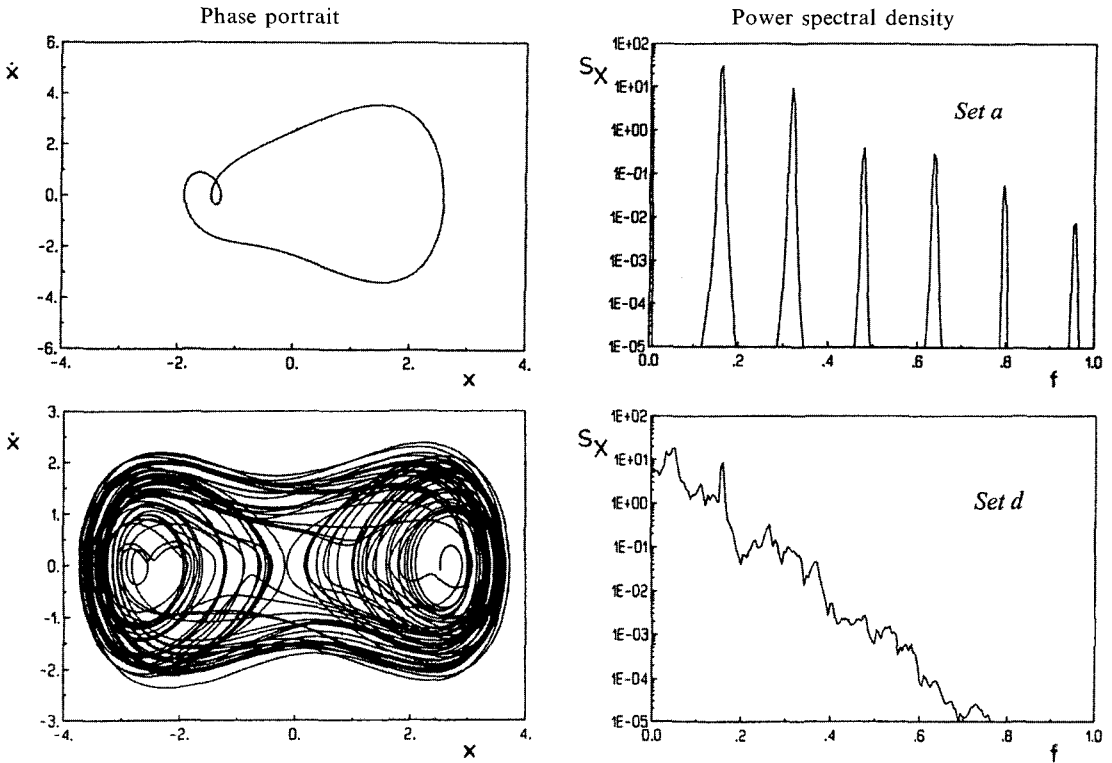 Phase portrait
Power spectral density
6.
4.
2.
0.
-2.
-4.
-6.
ẋ
-4.
-2.
0.
2.
4.
x
S_X
1E+02
1E+01
1E+00
1E-01
1E-02
1E-03
1E-04
1E-05
Set a
0.0
.2
.4
.6
.8
1.0
f
3.
2.
1.
0.
-1.
-2.
-3.
ẋ
-4.
-2.
0.
2.
4.
x
S_X
1E+02
1E+01
1E+00
1E-01
1E-02
1E-03
1E-04
1E-05
Set d
0.0
.2
.4
.6
.8
1.0
f